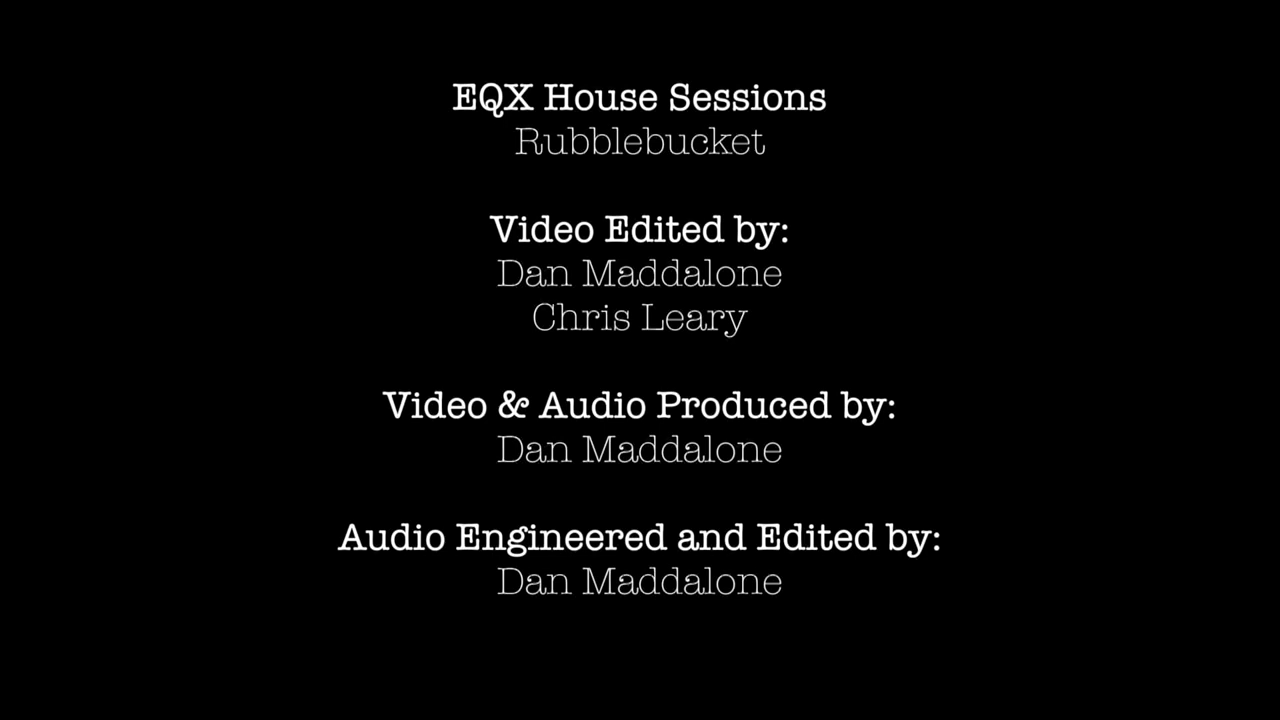 EQX House Sessions
Rubblebucket
Video Edited by:
Dan Maddalone
Chris Leary
Video & Audio Produced by:
Dan Maddalone
Audio Engineered and Edited by:
Dan Maddalone